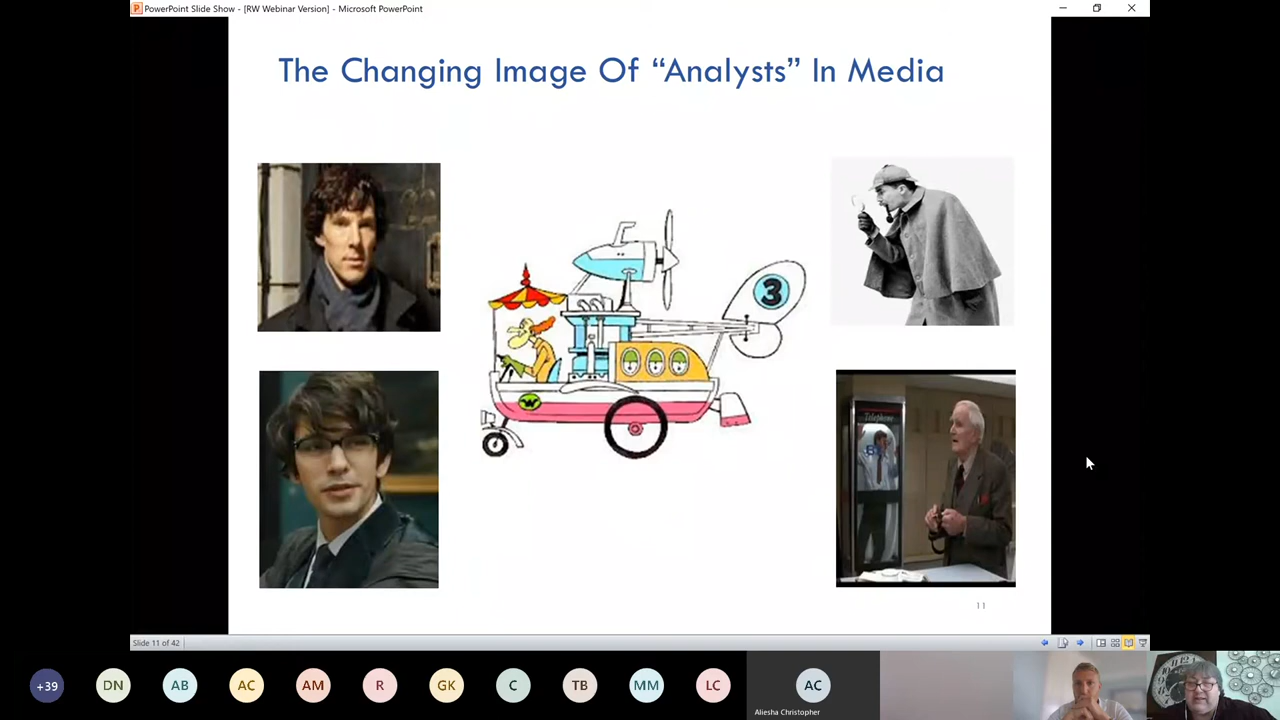 PowerPoint Slide Show - [RW Webinar Version] - Microsoft PowerPoint
The Changing Image Of “Analysts” In Media
3
W
Telephone
11
Slide 11 of 42
+39
DN
AB
AC
AM
R
GK
C
TB
MM
LC
AC
Aliesha Christopher